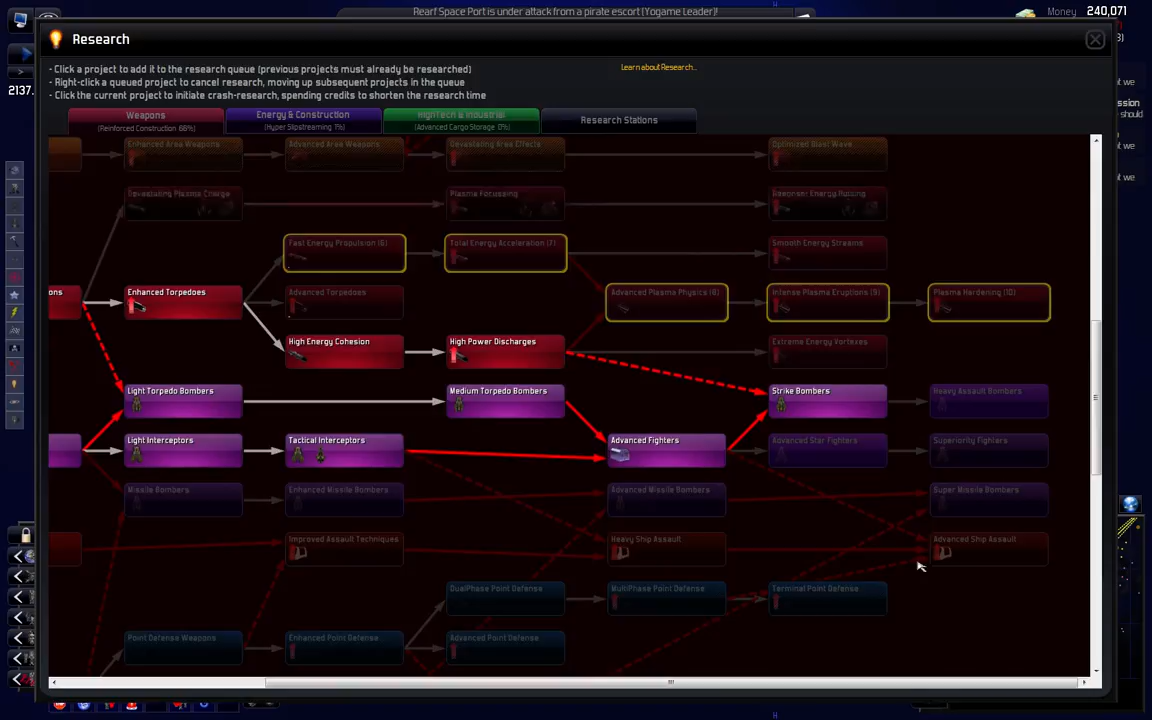 Rearf Space Port is under attack from a pirate escort (Yogame Leader)!
Money 240,071
Research
- Click a project to add it to the research queue (previous projects must already be researched)
- Right-click a queued project to cancel research, moving up subsequent projects in the queue
- Click the current project to initiate crash-research, spending credits to shorten the research time
Learn about Research...
2137.
Weapons
(Reinforced Construction 66%)
Energy & Construction
(Hyper Slipstreaming 1%)
HighTech & Industrial
(Advanced Cargo Storage 0%)
Research Stations
Enhanced Area Weapons
Advanced Area Weapons
Devastating Area Effects
Optimized Blast Wave
Devastating Plasma Charge
Plasma Focussing
Fast Energy Propulsion (6)
Total Energy Acceleration (7)
Smooth Energy Streams
ons
Enhanced Torpedoes
Advanced Torpedoes
Advanced Plasma Physics (8)
Intense Plasma Eruptions (9)
Plasma Hardening (10)
High Energy Cohesion
High Power Discharges
Extreme Energy Vortexes
Light Torpedo Bombers
Medium Torpedo Bombers
Strike Bombers
Heavy Assault Bombers
Light Interceptors
Tactical Interceptors
Advanced Fighters
Advanced Star Fighters
Superiority Fighters
Missile Bombers
Enhanced Missile Bombers
Advanced Missile Bombers
Super Missile Bombers
Improved Assault Techniques
Heavy Ship Assault
Advanced Ship Assault
DualPhase Point Defense
MultiPhase Point Defense
Terminal Point Defense
Point Defense Weapons
Enhanced Point Defense
Advanced Point Defense